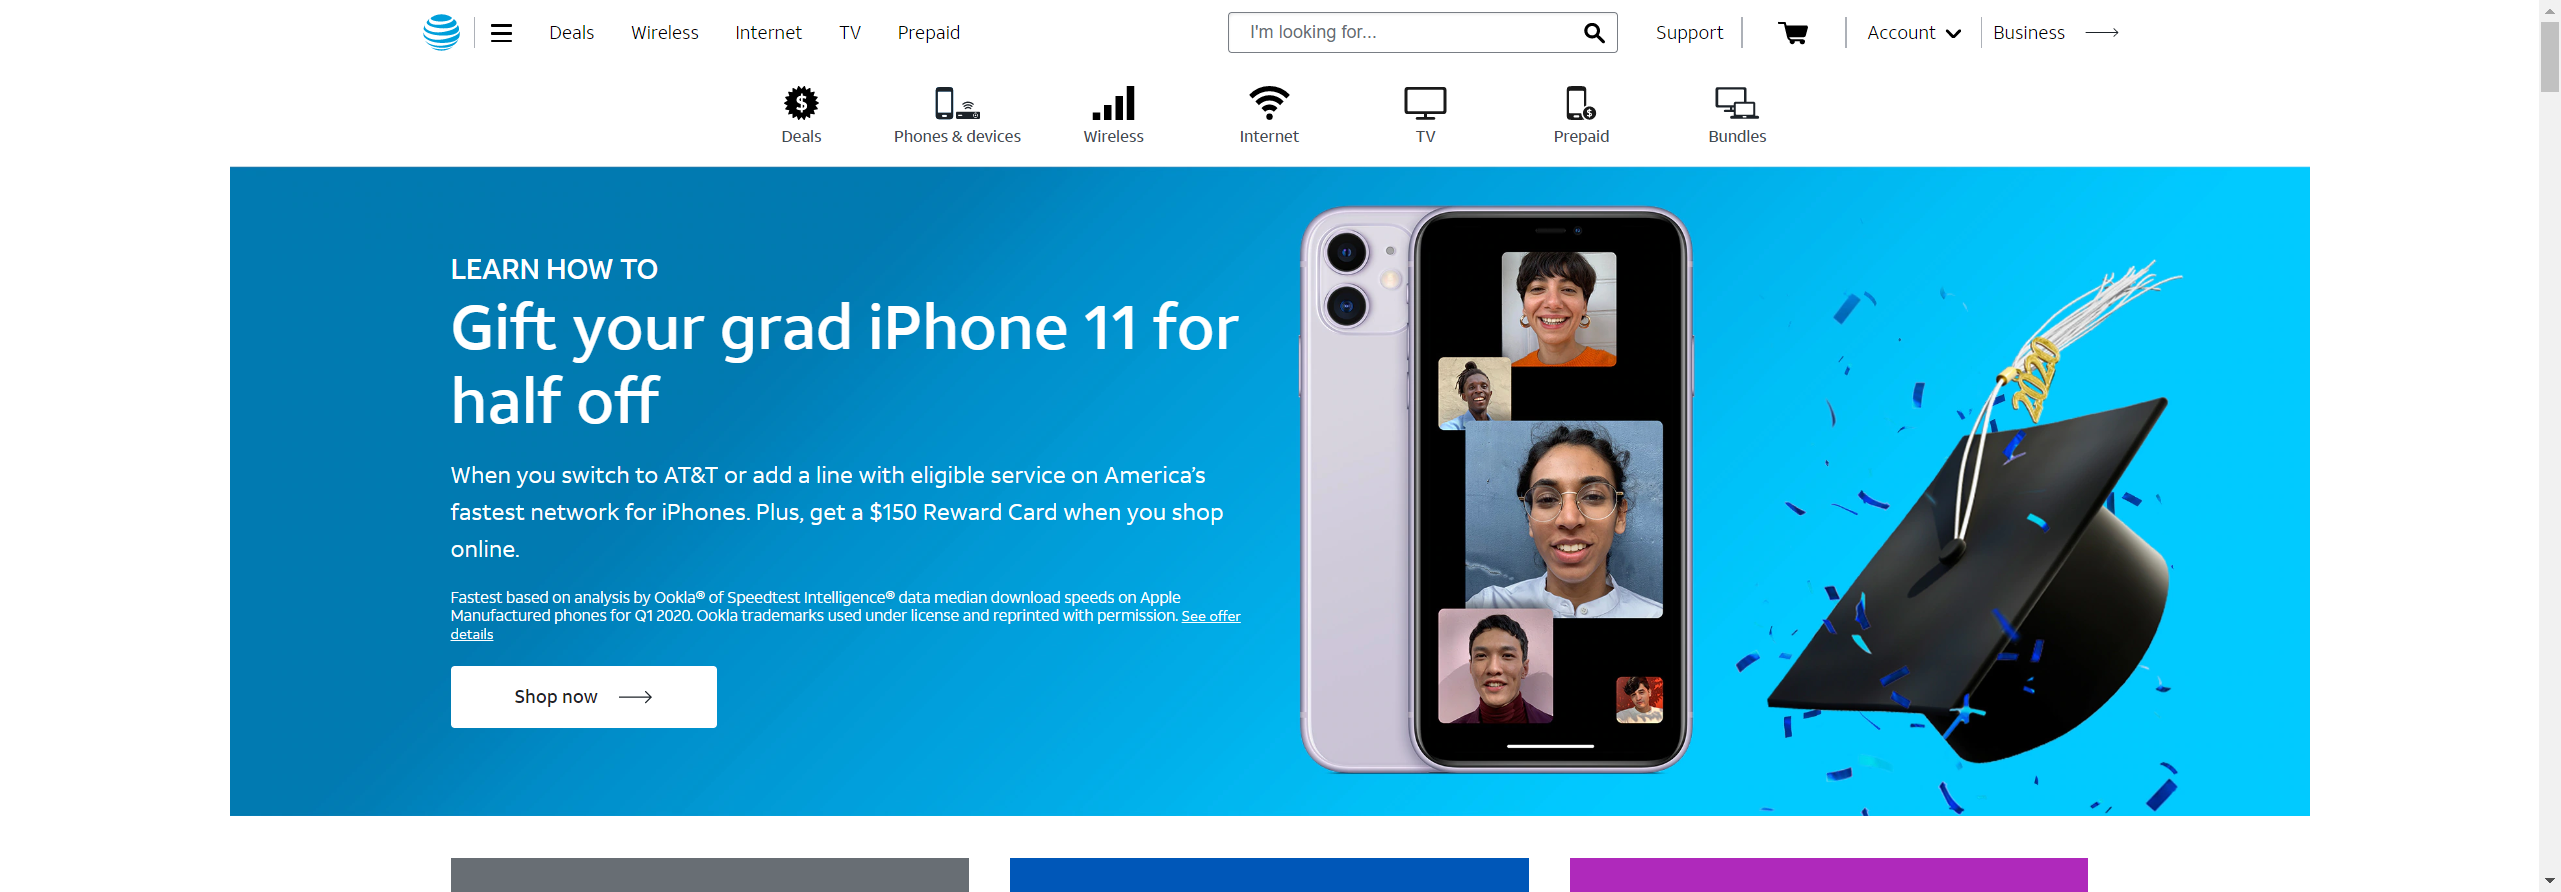 Deals Wireless Internet TV Prepaid I'm looking for... Support Account Business
Deals Phones & devices Wireless Internet TV Prepaid Bundles
LEARN HOW TO
Gift your grad iPhone 11 for
half off
When you switch to AT&T or add a line with eligible service on America's
fastest network for iPhones. Plus, get a $150 Reward Card when you shop
online.
Fastest based on analysis by Ookla® of Speedtest Intelligence® data median download speeds on Apple
Manufactured phones for Q1 2020. Ookla trademarks used under license and reprinted with permission. See offer
details
Shop now
2020